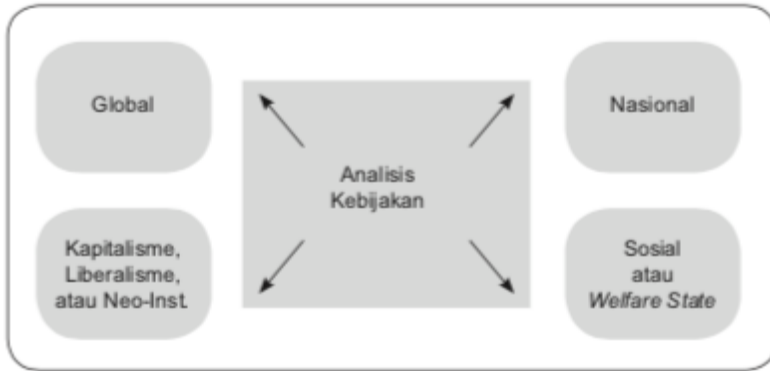 Global
Nasional
Analisis
Kebijakan
Kapitalisme,
Liberalisme,
atau Neo-Inst.
Sosial
atau
Welfare State